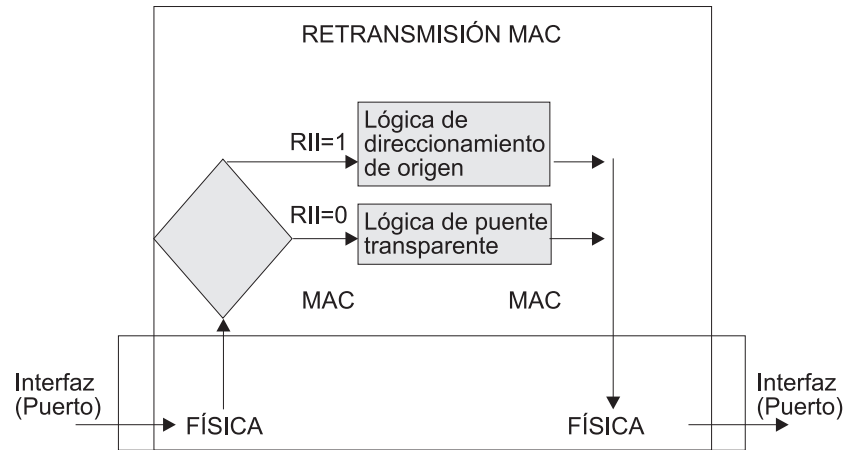 RETRANSMISIÓN MAC
RII=1
Lógica de
direccionamiento
de origen
RII=0
Lógica de puente
transparente
MAC
MAC
Interfaz
(Puerto)
FÍSICA
FÍSICA
Interfaz
(Puerto)